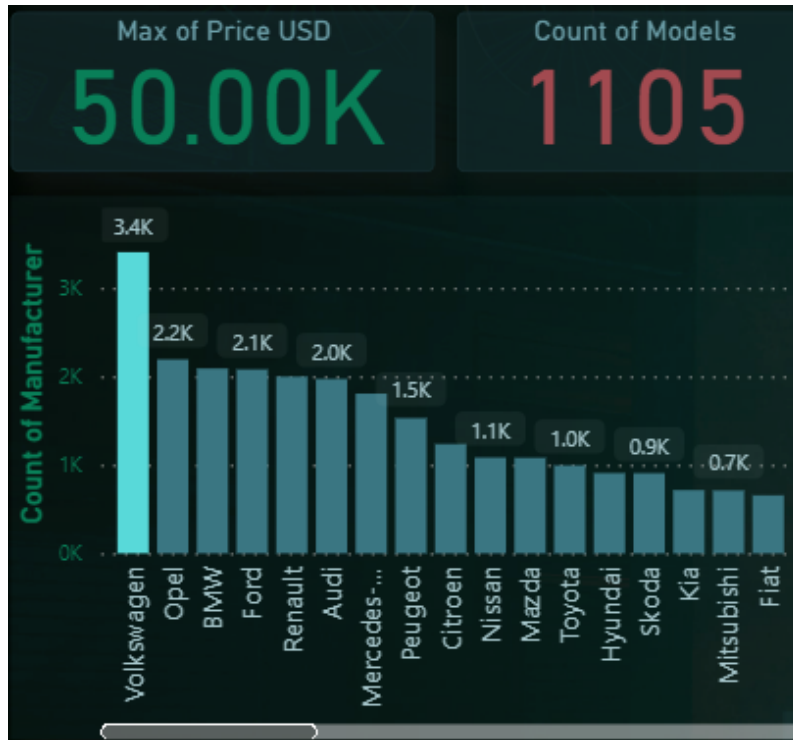 Max of Price USD
50.00K
Count of Models
1105
Count of Manufacturer
3K
2K
1K
0K
3.4K
2.2K
2.1K
2.0K
1.5K
1.1K
1.0K
0.9K
0.7K
Volkswagen
Opel
BMW
Ford
Renault
Audi
Mercedes-...
Peugeot
Citroen
Nissan
Mazda
Toyota
Hyundai
Skoda
Kia
Mitsubishi
Fiat